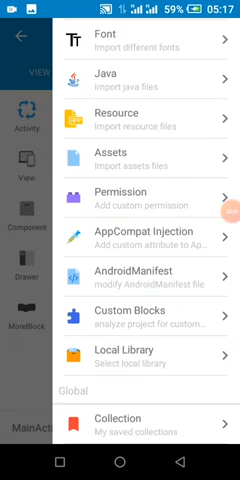 59% 05:17
Font
Import different fonts
VIEW
Java
Import java files
Resource
Import resource files
Activity
Assets
Import assets files
View
Permission
Add custom permission
Component
AppCompat Injection
Add custom attribute to Ap...
Drawer
AndroidManifest
modify AndroidManifest file
MoreBlock
Custom Blocks
analyze project for custom...
Local Library
Select local library
Global
Collection
My saved collections
MainActi